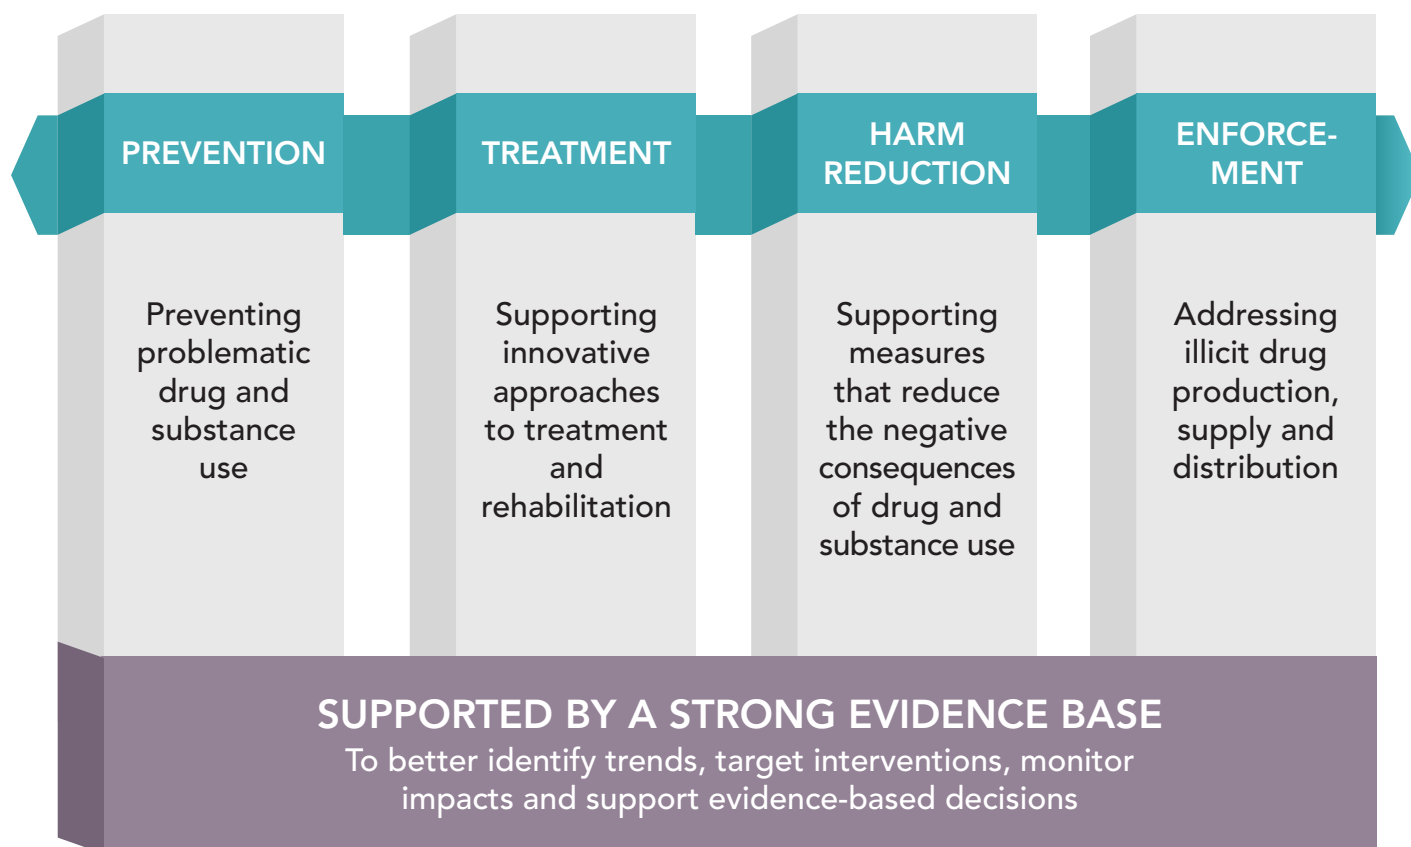 PREVENTION
Preventing
problematic
drug and
substance
use
TREATMENT
Supporting
innovative
approaches
to treatment
and
rehabilitation
HARM
REDUCTION
Supporting
measures
that reduce
the negative
consequences
of drug and
substance use
ENFORCE-
MENT
Addressing
illicit drug
production,
supply and
distribution
SUPPORTED BY A STRONG EVIDENCE BASE
To better identify trends, target interventions, monitor
impacts and support evidence-based decisions